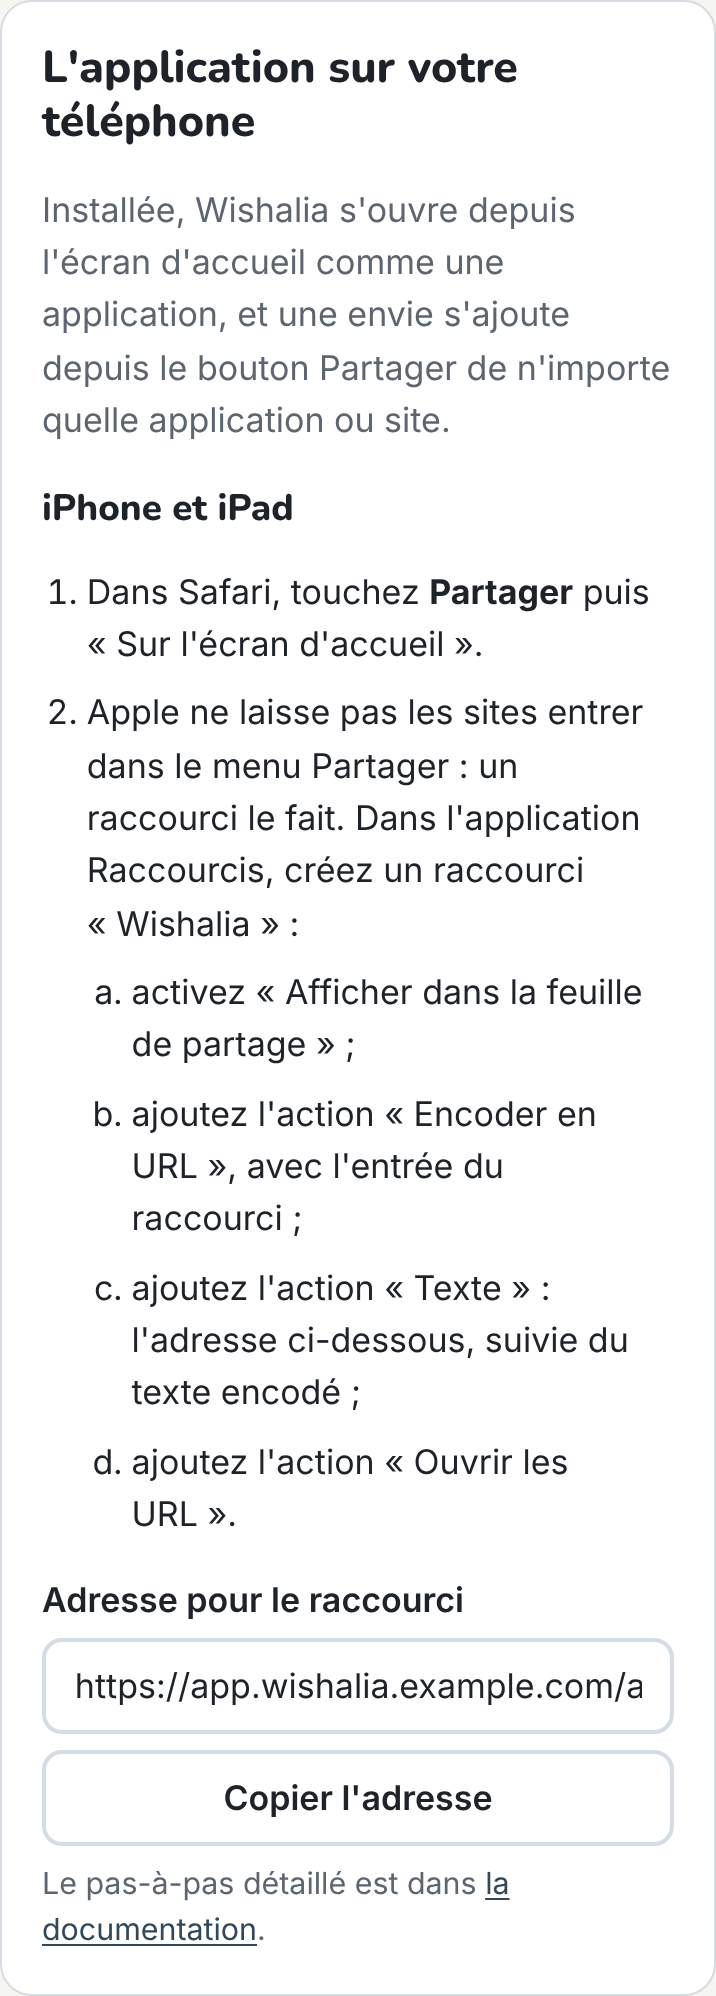 L'application sur votre
téléphone
Installée, Wishalia s'ouvre depuis
l'écran d'accueil comme une
application, et une envie s'ajoute
depuis le bouton Partager de n'importe
quelle application ou site.
iPhone et iPad
1. Dans Safari, touchez Partager puis
« Sur l'écran d'accueil ».
2. Apple ne laisse pas les sites entrer
dans le menu Partager : un
raccourci le fait. Dans l'application
Raccourcis, créez un raccourci
« Wishalia » :
a. activez « Afficher dans la feuille
de partage » ;
b. ajoutez l'action « Encoder en
URL », avec l'entrée du
raccourci ;
c. ajoutez l'action « Texte » :
l'adresse ci-dessous, suivie du
texte encodé ;
d. ajoutez l'action « Ouvrir les
URL ».
Adresse pour le raccourci
https://app.wishalia.example.com/a
Copier l'adresse
Le pas-à-pas détaillé est dans la
documentation.